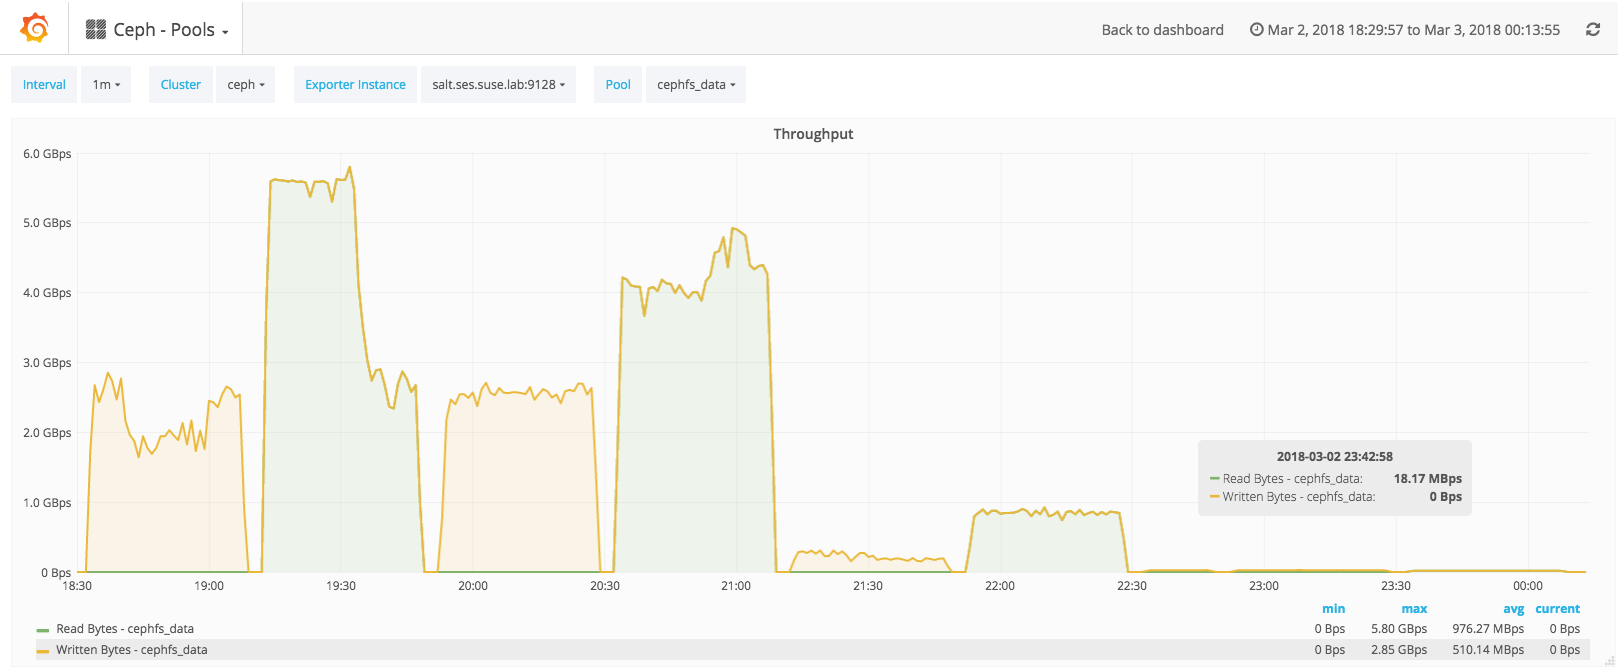 Ceph - Pools
Back to dashboard
Mar 2, 2018 18:29:57 to Mar 3, 2018 00:13:55
Interval 1m Cluster ceph Exporter Instance salt.ses.suse.lab:9128 Pool cephfs_data
Throughput
6.0 GBps
5.0 GBps
4.0 GBps
3.0 GBps
2.0 GBps
1.0 GBps
0 Bps
18:30 19:00 19:30 20:00 20:30 21:00 21:30 22:00 22:30 23:00 23:30 00:00
2018-03-02 23:42:58
Read Bytes - cephfs_data: 18.17 MBps
Written Bytes - cephfs_data: 0 Bps
min max avg current
Read Bytes - cephfs_data 0 Bps 5.80 GBps 976.27 MBps 0 Bps
Written Bytes - cephfs_data 0 Bps 2.85 GBps 510.14 MBps 0 Bps